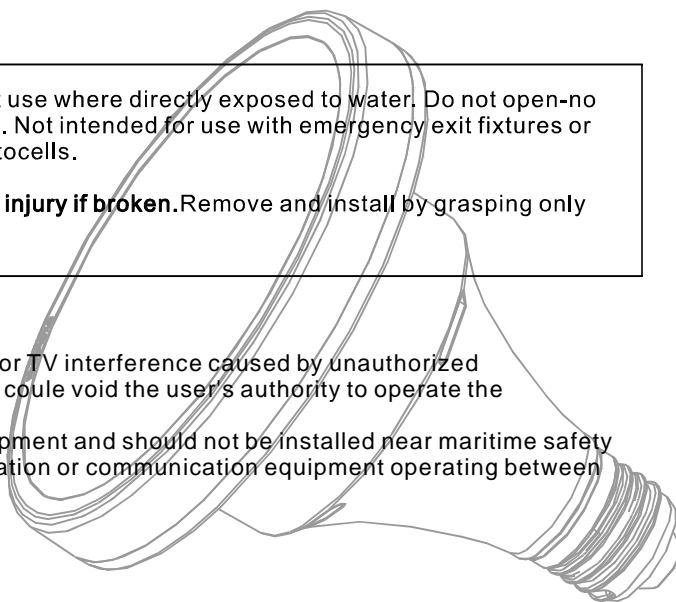 use where directly exposed to water. Do not open-no
. Not intended for use with emergency exit fixtures or
tocells.
injury if broken.Remove and install by grasping only
or TV interference caused by unauthorized
coule void the user's authority to operate the
pment and should not be installed near maritime safety
ation or communication equipment operating between